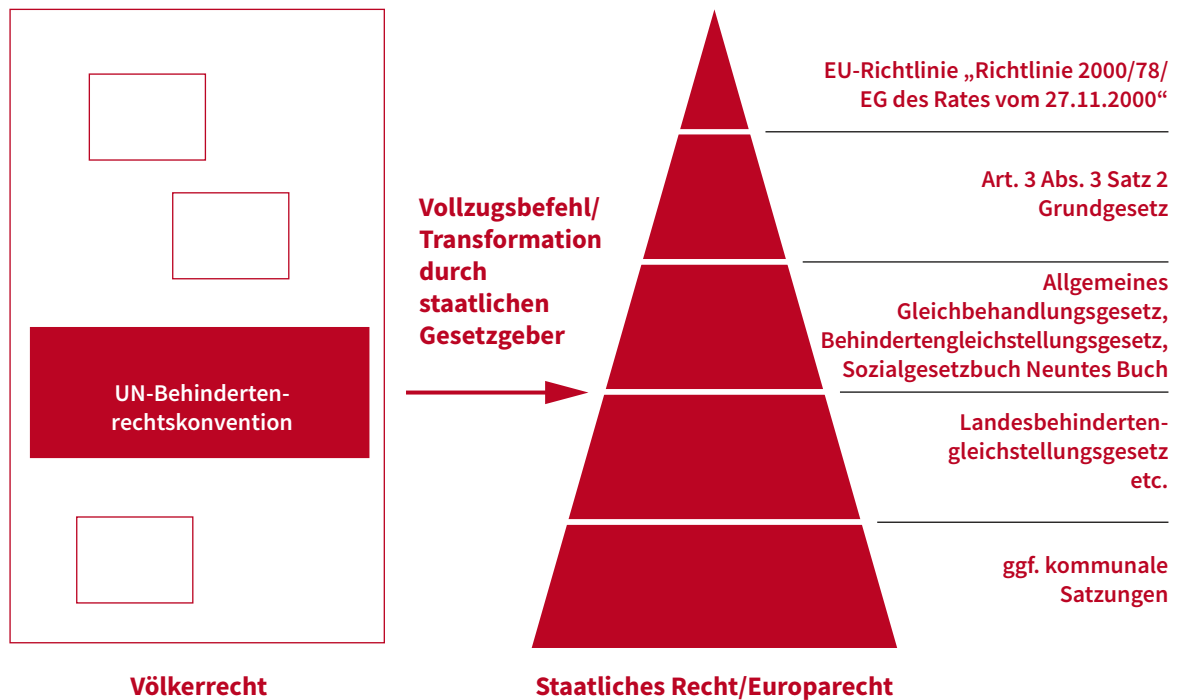 UN-Behinderten-
rechtskonvention
Völkerrecht
Vollzugsbefehl/
Transformation
durch
staatlichen
Gesetzgeber
EU-Richtlinie „Richtlinie 2000/78/
EG des Rates vom 27.11.2000“
Art. 3 Abs. 3 Satz 2
Grundgesetz
Allgemeines
Gleichbehandlungsgesetz,
Behindertengleichstellungsgesetz,
Sozialgesetzbuch Neuntes Buch
Landesbehinderten-
gleichstellungsgesetz
etc.
ggf. kommunale
Satzungen
Staatliches Recht/Europarecht